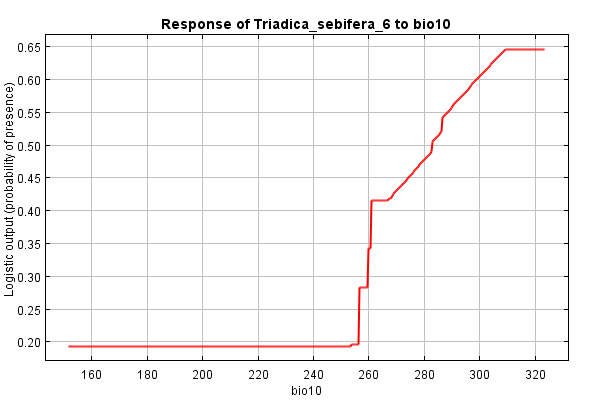 Response of Triadica_sebifera_6 to bio10
Logistic output (probability of presence)
0.65
0.60
0.55
0.50
0.45
0.40
0.35
0.30
0.25
0.20
160 180 200 220 240 260 280 300 320
bio10